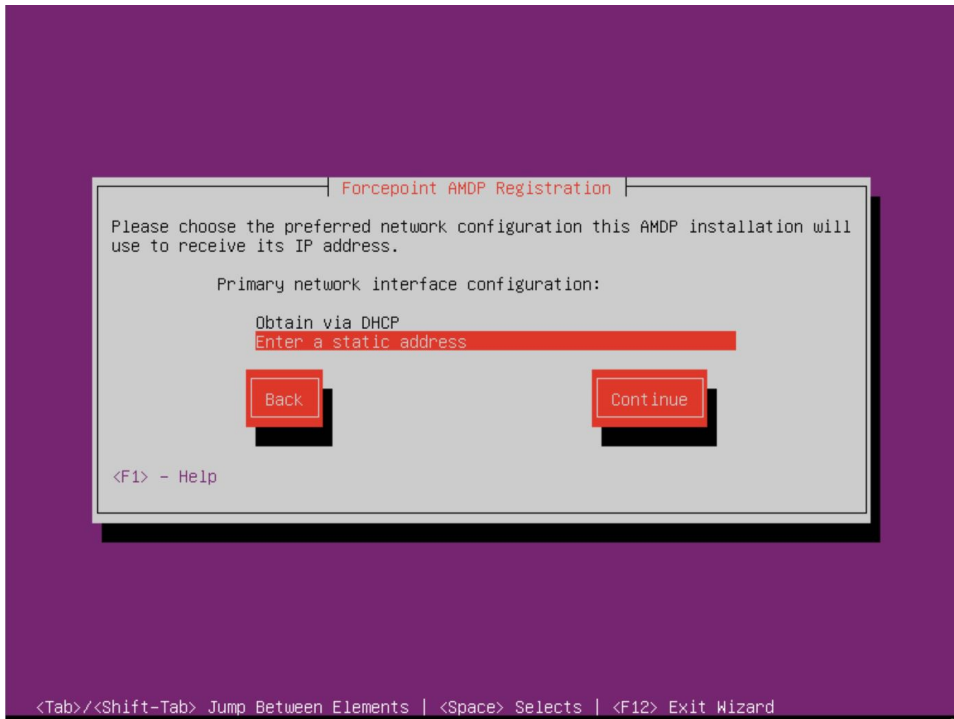 Forcepoint AMDP Registration
Please choose the preferred network configuration this AMDP installation will
use to receive its IP address.
Primary network interface configuration:
Obtain via DHCP
Enter a static address
Back Continue
<F1> - Help
<Tab>/<Shift-Tab> Jump Between Elements | <Space> Selects | <F12> Exit Wizard